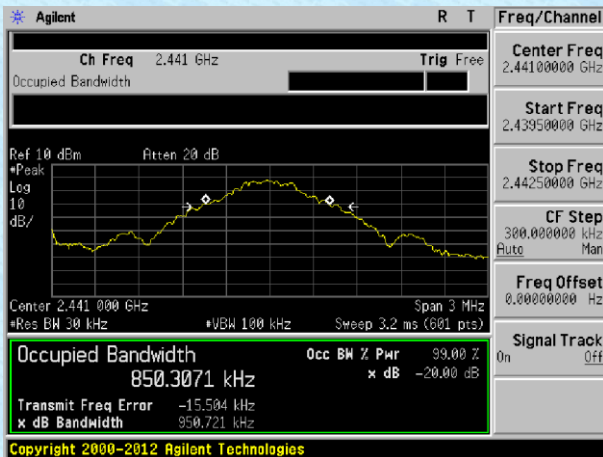 Agilent R T
Freq/Channel
Ch Freq 2.441 GHz Trig Free
Occupied Bandwidth
Center Freq
2.44100000 GHz
Start Freq
2.43950000 GHz
Stop Freq
2.44250000 GHz
CF Step
300.000000 kHz
Auto Man
Freq Offset
0.00000000 Hz
Signal Track
On Off
Ref 10 dBm Atten 20 dB
#Peak
Log
10
dB/
Center 2.441 000 GHz Span 3 MHz
#Res BW 30 kHz #VBW 100 kHz Sweep 3.2 ms (601 pts)
Occupied Bandwidth
850.3071 kHz
Occ BW % Pwr 99.00 %
x dB -20.00 dB
Transmit Freq Error -15.504 kHz
x dB Bandwidth 950.721 kHz
Copyright 2000-2012 Agilent Technologies